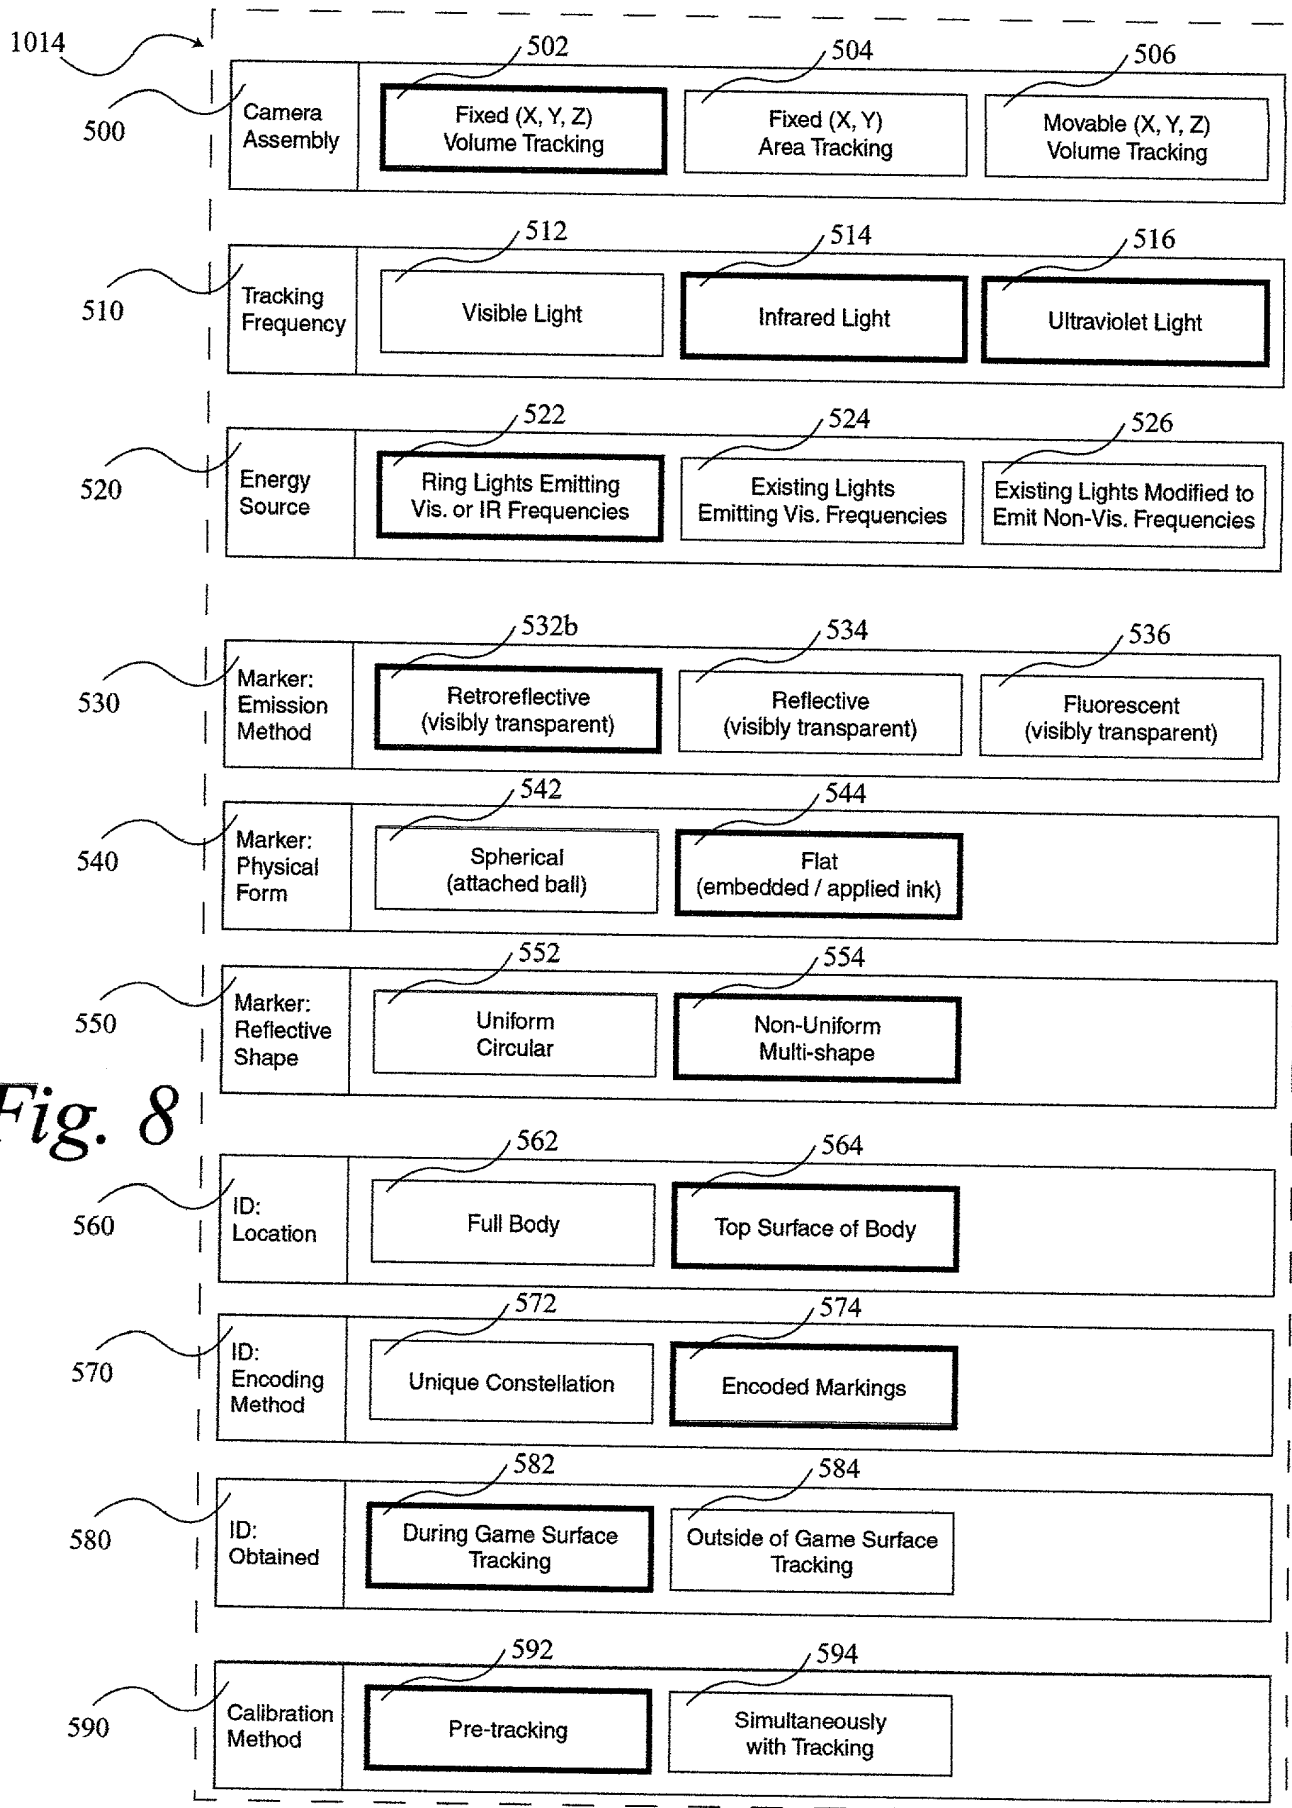 1014
502
504
506
500
Camera
Assembly
Fixed (X, Y, Z)
Volume Tracking
Fixed (X, Y)
Area Tracking
Movable (X, Y, Z)
Volume Tracking
512
514
516
510
Tracking
Frequency
Visible Light
Infrared Light
Ultraviolet Light
522
524
526
520
Energy
Source
Ring Lights Emitting
Vis. or IR Frequencies
Existing Lights
Emitting Vis. Frequencies
Existing Lights Modified to
Emit Non-Vis. Frequencies
532b
534
536
530
Marker:
Emission
Method
Retroreflective
(visibly transparent)
Reflective
(visibly transparent)
Fluorescent
(visibly transparent)
542
544
540
Marker:
Physical
Form
Spherical
(attached ball)
Flat
(embedded / applied ink)
552
554
550
Marker:
Reflective
Shape
Uniform
Circular
Non-Uniform
Multi-shape
Fig. 8
562
564
560
ID:
Location
Full Body
Top Surface of Body
572
574
570
ID:
Encoding
Method
Unique Constellation
Encoded Markings
582
584
580
ID:
Obtained
During Game Surface
Tracking
Outside of Game Surface
Tracking
592
594
590
Calibration
Method
Pre-tracking
Simultaneously
with Tracking